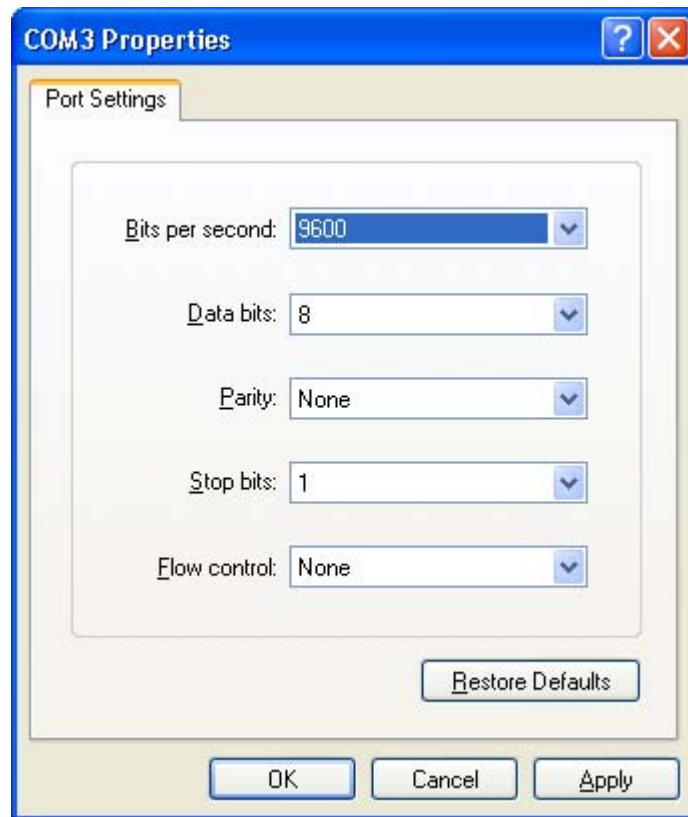 COM3 Properties
Port Settings
Bits per second: 9600
Data bits: 8
Parity: None
Stop bits: 1
Flow control: None
Restore Defaults
OK Cancel Apply